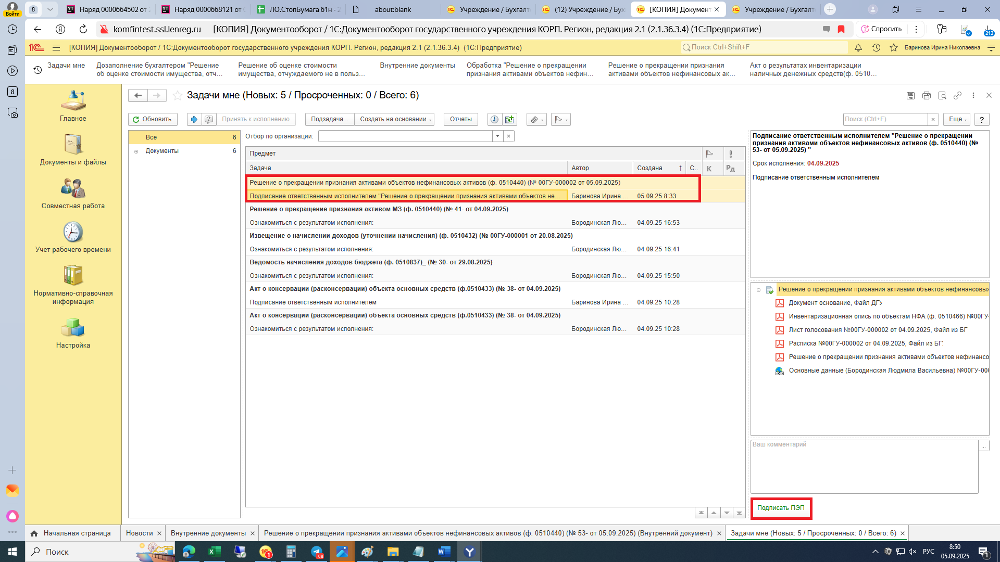 Войти
8
Наряд 0000664502 от 2
Наряд 0000668121 от 0
ЛО.СтопБумага 61н - 2
about:blank
Учреждение / Бухгалт
(12) Учреждение / Бух
[КОПИЯ] Документ
Учреждение / Бухгалт
komfintest.ssl.lenreg.ru
[КОПИЯ] Документооборот / 1С:Документооборот государственного учреждения КОРП. Регион, редакция 2.1 (2.1.36.3.4) (1С:Предприятие)
Спросить
212
[КОПИЯ] Документооборот / 1С:Документооборот государственного учреждения КОРП. Регион, редакция 2.1 (2.1.36.3.4) (1С:Предприятие)
Поиск Ctrl+Shift+F
Баринова Ирина Николаевна
Задачи мне
Дозаполнение бухгалтером "Решение
об оценке стоимости имущества, отч...
Решение об оценке стоимости
имущества, отчуждаемого не в польз...
Внутренние документы
Обработка "Решение о прекращении
признания активами объектов нефин...
Решение о прекращении признания
активами объектов нефинансовых ак...
Акт о результатах инвентаризации
наличных денежных средств(ф. 0510...
8
Главное
Документы и файлы
Совместная работа
Учет рабочего времени
Нормативно-справочная
информация
Настройка
Задачи мне (Новых: 5 / Просроченных: 0 / Всего: 6)
Обновить
Принять к исполнению
Подзадача...
Создать на основании
Отчеты
Поиск (Ctrl+F)
×
Еще
?
Все 6
Документы 6
Отбор по организации:
Предмет
Задача Автор Создана ↑ С.. К Рд
Решение о прекращении признания активами объектов нефинансовых активов (ф. 0510440) (№ 00ГУ-000002 от 05.09.2025)
Подписание ответственным исполнителем "Решение о прекращении признания активами объектов не... Баринова Ирина ... 05.09.25 8:33
Решение о прекращение признания активом МЗ (ф. 0510440) (№ 41- от 04.09.2025)
Ознакомиться с результатом исполнения: Бородинская Лю... 04.09.25 16:53
Извещение о начислении доходов (уточнении начисления) (ф. 0510432) (№ 00ГУ-000001 от 20.08.2025)
Ознакомиться с результатом исполнения: Бородинская Лю... 04.09.25 16:41
Ведомость начисления доходов бюджета (ф. 0510837)_ (№ 30- от 29.08.2025)
Ознакомиться с результатом исполнения: Бородинская Лю... 04.09.25 15:50
Акт о консервации (расконсервации) объекта основных средств (ф.0510433) (№ 38- от 04.09.2025)
Подписание ответственным исполнителем Баринова Ирина ... 04.09.25 10:28
Акт о консервации (расконсервации) объекта основных средств (ф.0510433) (№ 38- от 04.09.2025)
Ознакомиться с результатом исполнения: Бородинская Лю... 04.09.25 10:28
Подписание ответственным исполнителем "Решение о прекращении
признания активами объектов нефинансовых активов (ф. 0510440) (№
53- от 05.09.2025) "
Срок исполнения: 04.09.2025
Подписание ответственным исполнителем
Решение о прекращении признания активами объектов нефинансовых
Документ основание, Файл ДГУ
Инвентаризационная опись по объектам НФА (ф. 0510466) №00ГУ-
Лист голосования №00ГУ-000002 от 04.09.2025, Файл из БГ
Расписка №00ГУ-000002 от 04.09.2025, Файл из БГ:
Решение о прекращении признания активами объектов нефинансо
Основные данные (Бородинская Людмила Васильевна) №00ГУ-000
Ваш комментарий
...
Подписать ПЭП
Начальная страница
Новости ×
Внутренние документы ×
Решение о прекращении признания активами объектов нефинансовых активов (ф. 0510440) (№ 53- от 05.09.2025) (Внутренний документ) ×
Задачи мне (Новых: 5 / Просроченных: 0 / Всего: 6) ×
Поиск
1
.08
РУС
8:50
05.09.2025
1